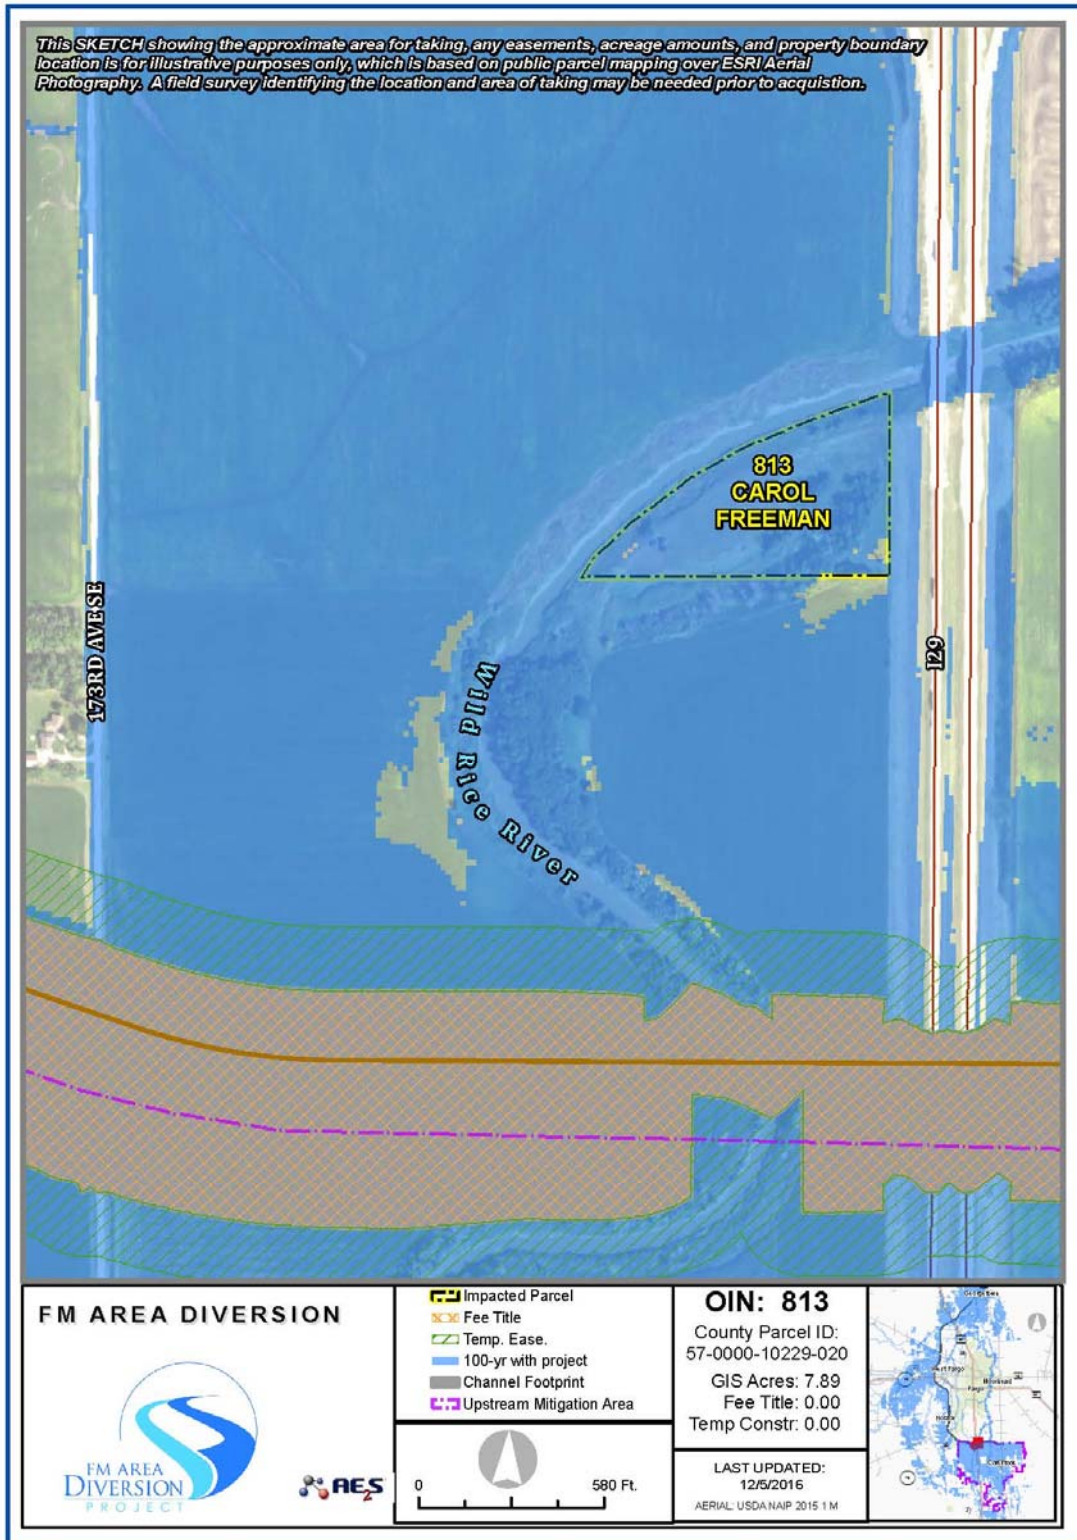 This SKETCH showing the approximate area for taking, any easements, acreage amounts, and property boundary
location is for illustrative purposes only, which is based on public parcel mapping over ESRI Aerial
Photography. A field survey identifying the location and area of taking may be needed prior to acquistion.
813
CAROL
FREEMAN
173RD AVE SE
I29
Wild Rice River
FM AREA DIVERSION
FM AREA
DIVERSION
PROJECT
AE2S
Impacted Parcel
Fee Title
Temp. Ease.
100-yr with project
Channel Footprint
Upstream Mitigation Area
0 580 Ft.
OIN: 813
County Parcel ID:
57-0000-10229-020
GIS Acres: 7.89
Fee Title: 0.00
Temp Constr: 0.00
LAST UPDATED:
12/5/2016
AERIAL: USDA NAIP 2015 1 M
Fargo